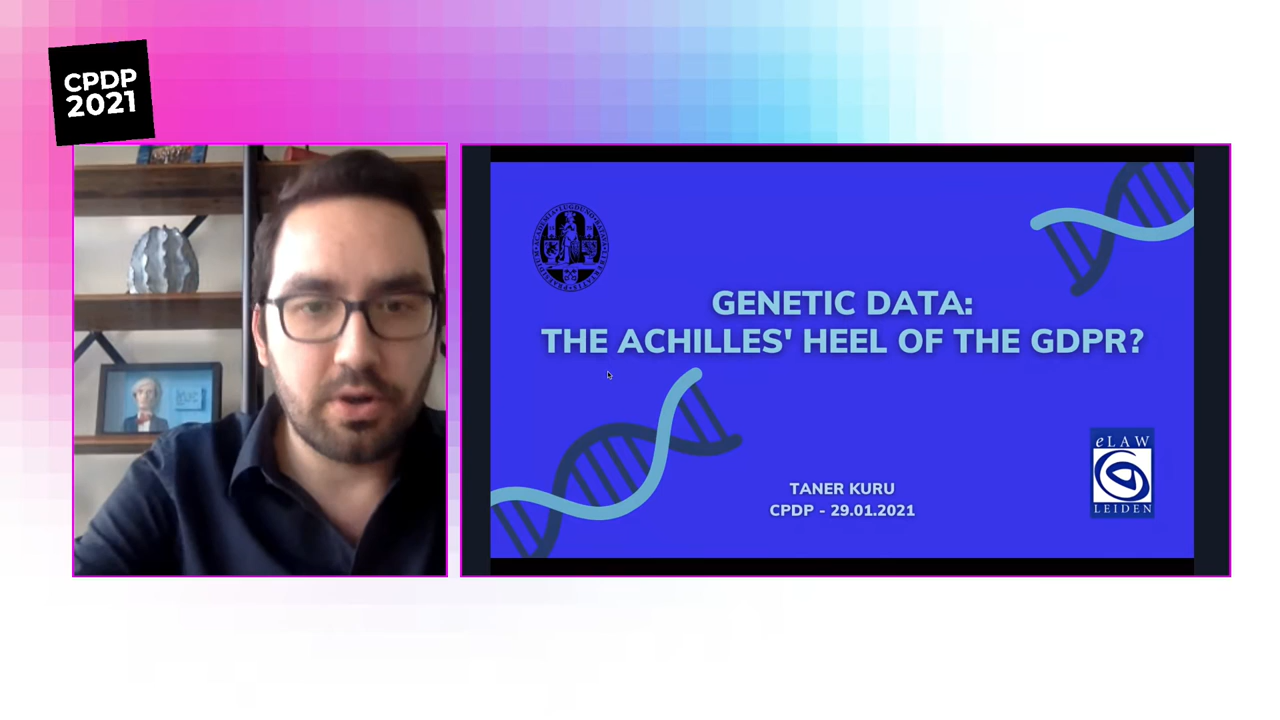 CPDP
2021
GENETIC DATA:
THE ACHILLES' HEEL OF THE GDPR?
TANER KURU
CPDP - 29.01.2021
eLAW
LEIDEN